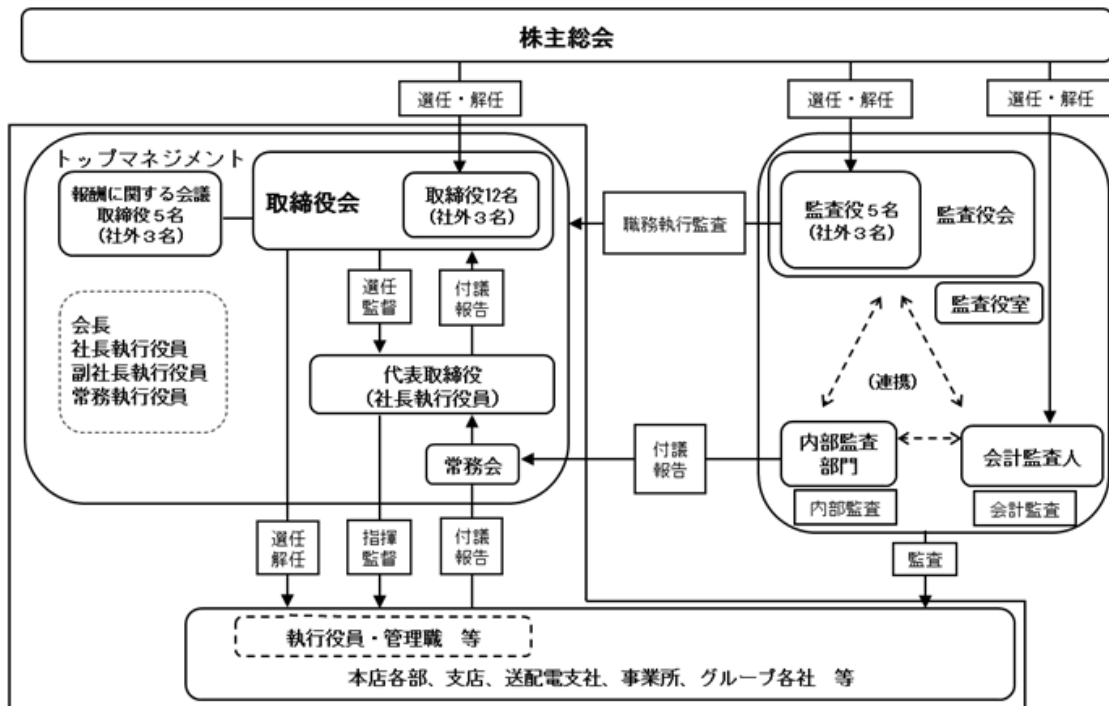 株主総会
選任・解任
選任・解任
選任・解任
トップマネジメント
報酬に関する会議
取締役5名
(社外3名)
取締役会
取締役12名
(社外3名)
職務執行監査
監査役5名
(社外3名)
監査役会
監査役室
選任
監督
付議
報告
会長
社長執行役員
副社長執行役員
常務執行役員
代表取締役
(社長執行役員)
(連携)
常務会
付議
報告
内部監査
部門
会計監査人
内部監査
会計監査
選任
解任
指揮
監督
付議
報告
監査
執行役員・管理職 等
本店各部、支店、送配電支社、事業所、グループ各社 等